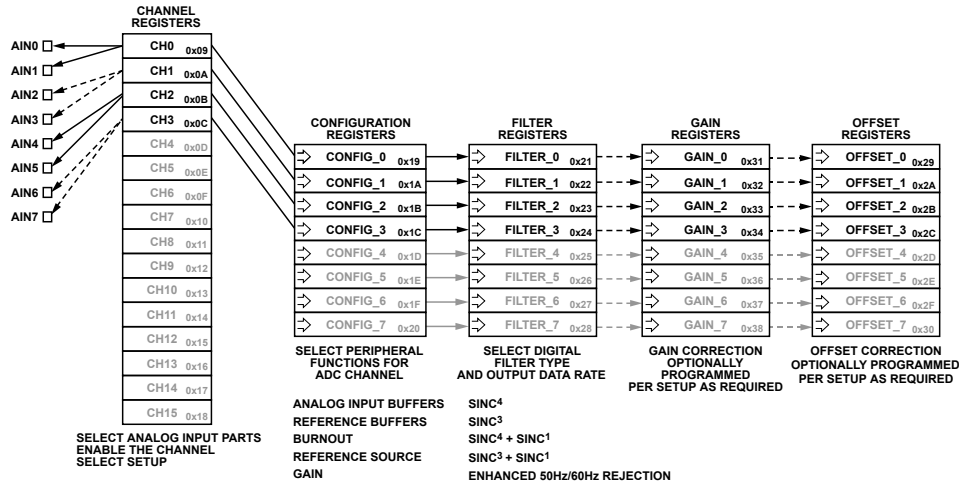 CHANNEL
REGISTERS
AIN0
AIN1
AIN2
AIN3
AIN4
AIN5
AIN6
AIN7
CH0 0x09
CH1 0x0A
CH2 0x0B
CH3 0x0C
CH4 0x0D
CH5 0x0E
CH6 0x0F
CH7 0x10
CH8 0x11
CH9 0x12
CH10 0x13
CH11 0x14
CH12 0x15
CH13 0x16
CH14 0x17
CH15 0x18
SELECT ANALOG INPUT PARTS
ENABLE THE CHANNEL
SELECT SETUP
CONFIGURATION
REGISTERS
CONFIG_0 0x19
CONFIG_1 0x1A
CONFIG_2 0x1B
CONFIG_3 0x1C
CONFIG_4 0x1D
CONFIG_5 0x1E
CONFIG_6 0x1F
CONFIG_7 0x20
SELECT PERIPHERAL
FUNCTIONS FOR
ADC CHANNEL
ANALOG INPUT BUFFERS
REFERENCE BUFFERS
BURNOUT
REFERENCE SOURCE
GAIN
FILTER
REGISTERS
FILTER_0 0x21
FILTER_1 0x22
FILTER_2 0x23
FILTER_3 0x24
FILTER_4 0x25
FILTER_5 0x26
FILTER_6 0x27
FILTER_7 0x28
SELECT DIGITAL
FILTER TYPE
AND OUTPUT DATA RATE
SINC⁴
SINC³
SINC⁴ + SINC¹
SINC³ + SINC¹
ENHANCED 50Hz/60Hz REJECTION
GAIN
REGISTERS
GAIN_0 0x31
GAIN_1 0x32
GAIN_2 0x33
GAIN_3 0x34
GAIN_4 0x35
GAIN_5 0x36
GAIN_6 0x37
GAIN_7 0x38
GAIN CORRECTION
OPTIONALLY
PROGRAMMED
PER SETUP AS REQUIRED
OFFSET
REGISTERS
OFFSET_0 0x29
OFFSET_1 0x2A
OFFSET_2 0x2B
OFFSET_3 0x2C
OFFSET_4 0x2D
OFFSET_5 0x2E
OFFSET_6 0x2F
OFFSET_7 0x30
OFFSET CORRECTION
OPTIONALLY PROGRAMMED
PER SETUP AS REQUIRED